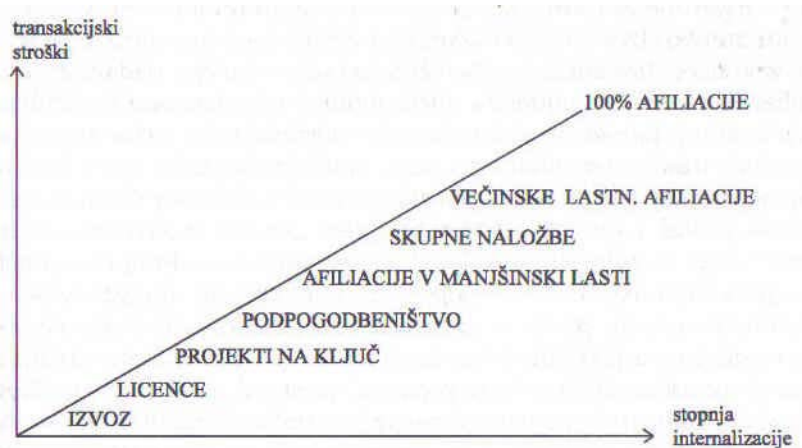 transakcijski
stroški
100% AFILIACIJE
VEČINSKE LASTN. AFILIACIJE
SKUPNE NALOŽBE
AFILIACIJE V MANJŠINSKI LASTI
PODPOGODBENIŠTVO
PROJEKTI NA KLJUČ
LICENCE
IZVOZ
stopnja
internalizacije